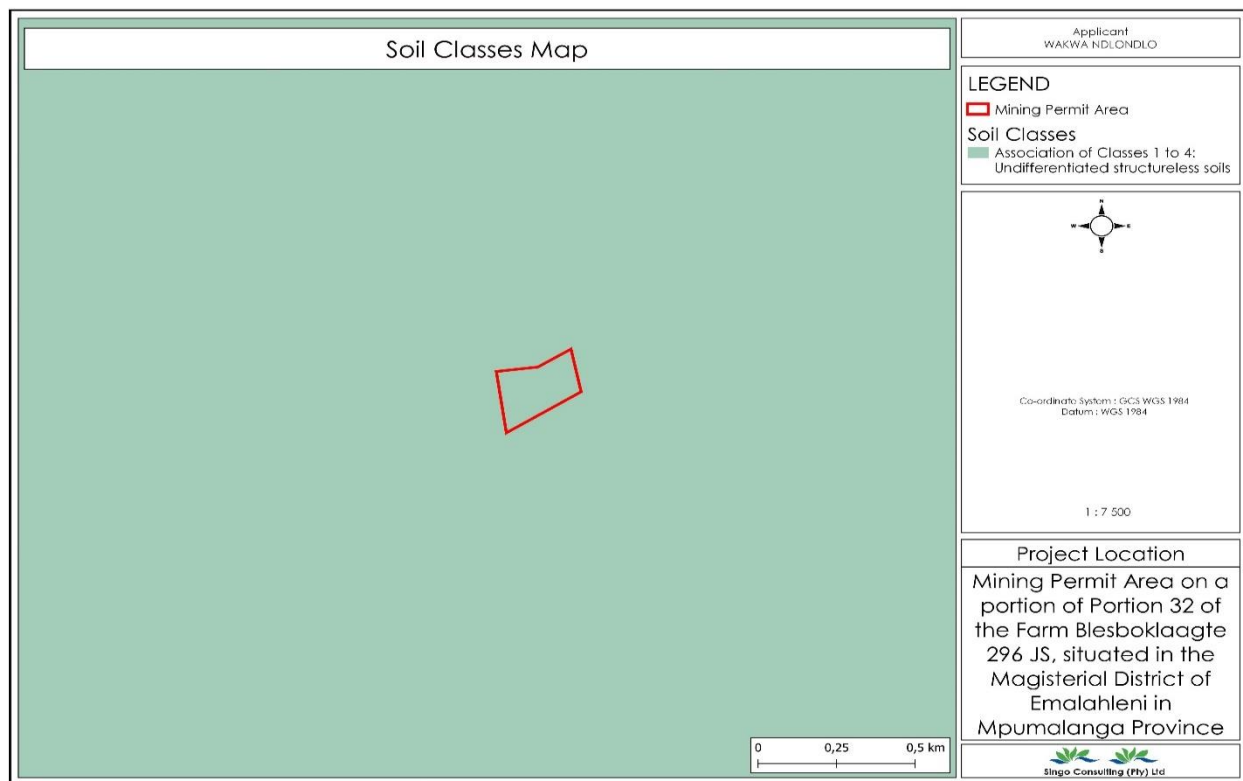 Soil Classes Map
Applicant
WAKWA NDLONDLO
LEGEND
Mining Permit Area
Soil Classes
Association of Classes 1 to 4:
Undifferentiated structureless soils
N
W
E
S
Co-ordinate System : GCS WGS 1984
Datum : WGS 1984
1 : 7 500
Project Location
Mining Permit Area on a
portion of Portion 32 of
the Farm Blesboklaagte
296 JS, situated in the
Magisterial District of
Emalahleni in
Mpumalanga Province
0 0,25 0,5 km
Singo Consulting (Pty) Ltd